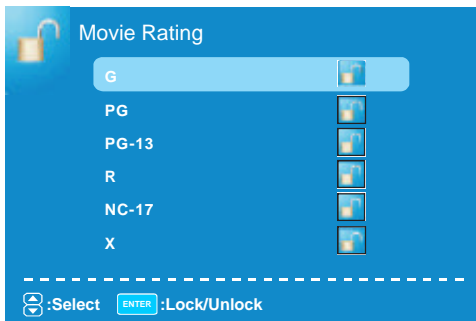 Movie Rating
G
PG
PG-13
R
NC-17
X
:Select ENTER :Lock/Unlock